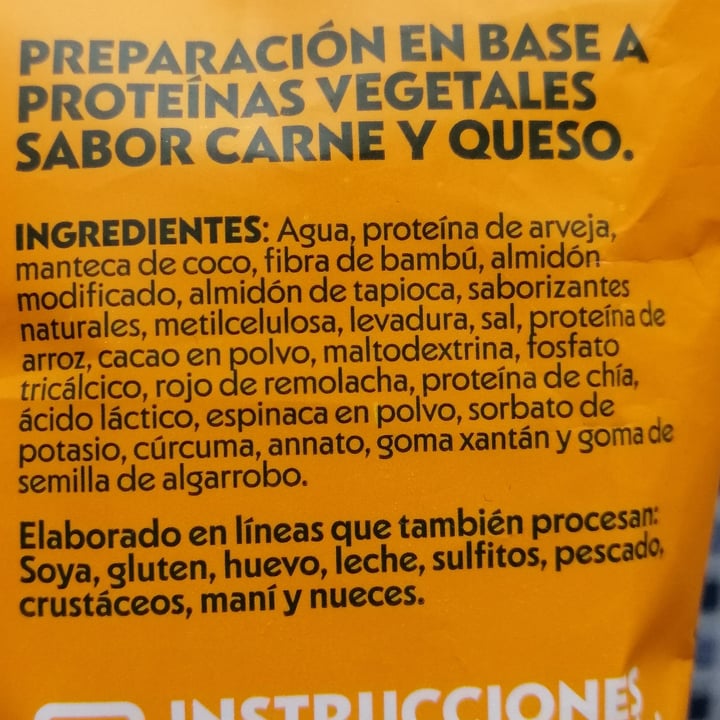 PREPARACIÓN EN BASE A
PROTEÍNAS VEGETALES
SABOR CARNE Y QUESO.
INGREDIENTES: Agua, proteína de arveja,
manteca de coco, fibra de bambú, almidón
modificado, almidón de tapioca, saborizantes
naturales, metilcelulosa, levadura, sal, proteína de
arroz, cacao en polvo, maltodextrina, fosfato
tricálcico, rojo de remolacha, proteína de chía,
ácido láctico, espinaca en polvo, sorbato de
potasio, cúrcuma, annato, goma xantán y goma de
semilla de algarrobo.
Elaborado en líneas que también procesan:
Soya, gluten, huevo, leche, sulfitos, pescado,
crustáceos, maní y nueces.
INSTRUCCIONES